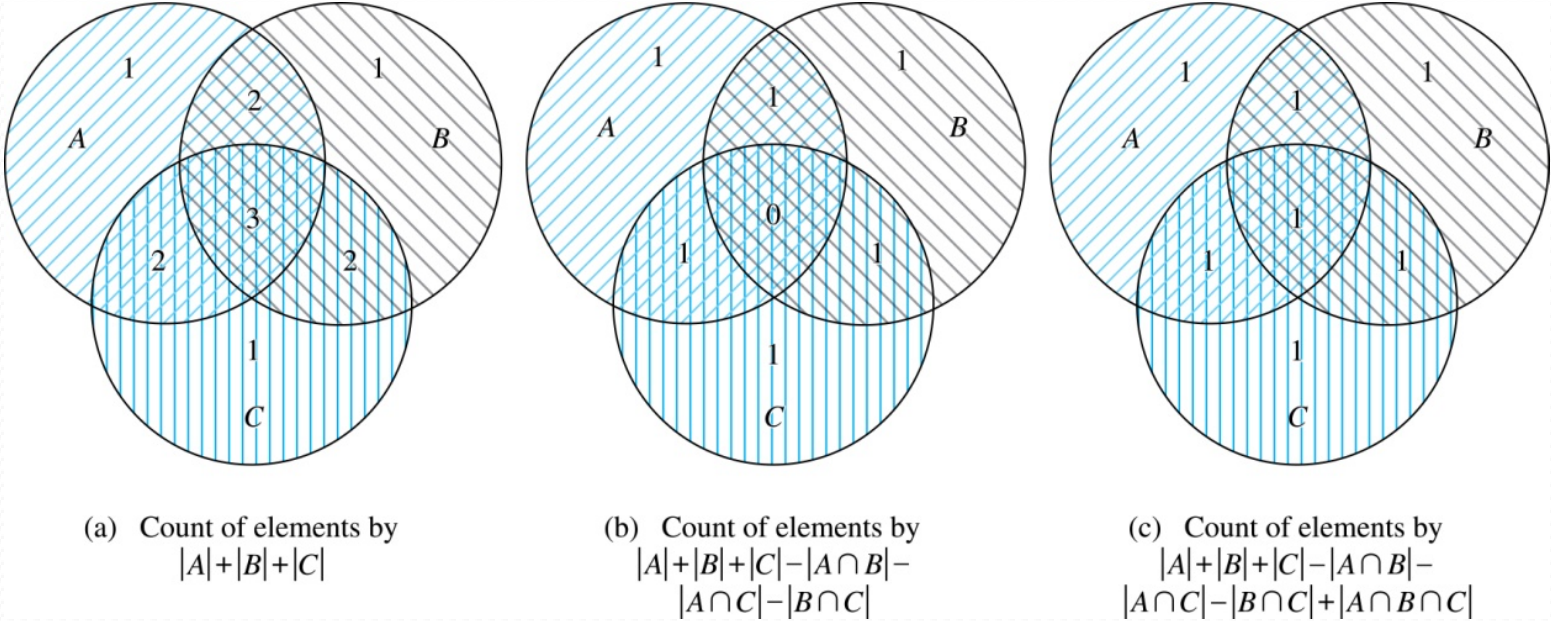 1
1
2
A
B
3
2
2
1
C
(a) Count of elements by
|A|+|B|+|C|
1
1
1
A
B
0
1
1
1
C
(b) Count of elements by
|A|+|B|+|C|−|A∩B|−
|A∩C|−|B∩C|
1
1
1
A
B
1
1
1
1
C
(c) Count of elements by
|A|+|B|+|C|−|A∩B|−
|A∩C|−|B∩C|+|A∩B∩C|